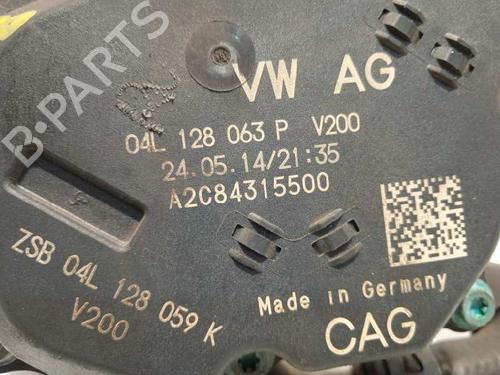 VW AG
04L 128 063 P V200
24.05.14/21:35
A2C84315500
ZSB 04L 128 059 K
V200
Made in Germany
CAG
B-PARTS